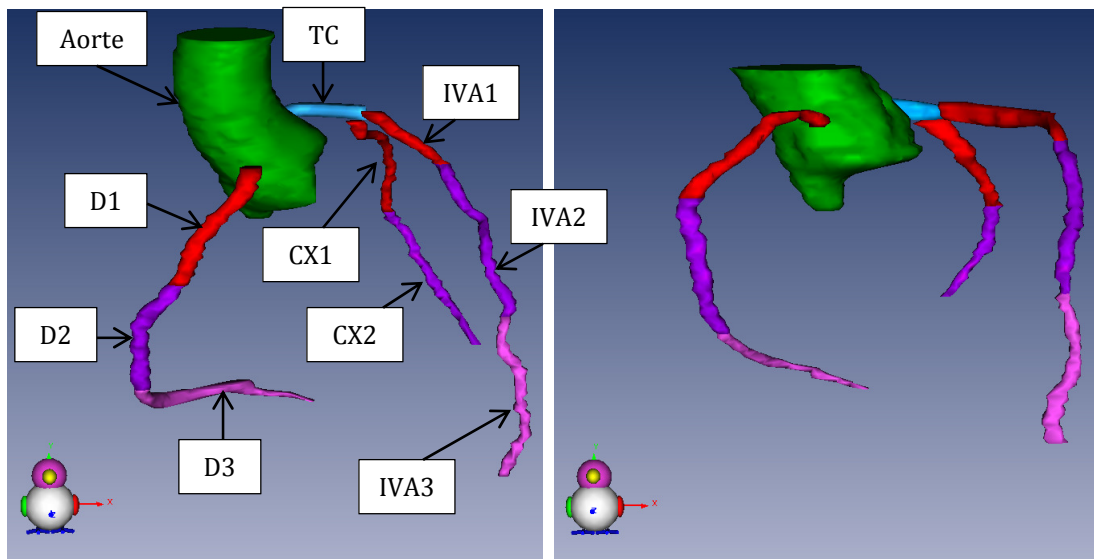 Aorte
TC
IVA1
D1
IVA2
CX1
D2
CX2
D3
IVA3
X
X